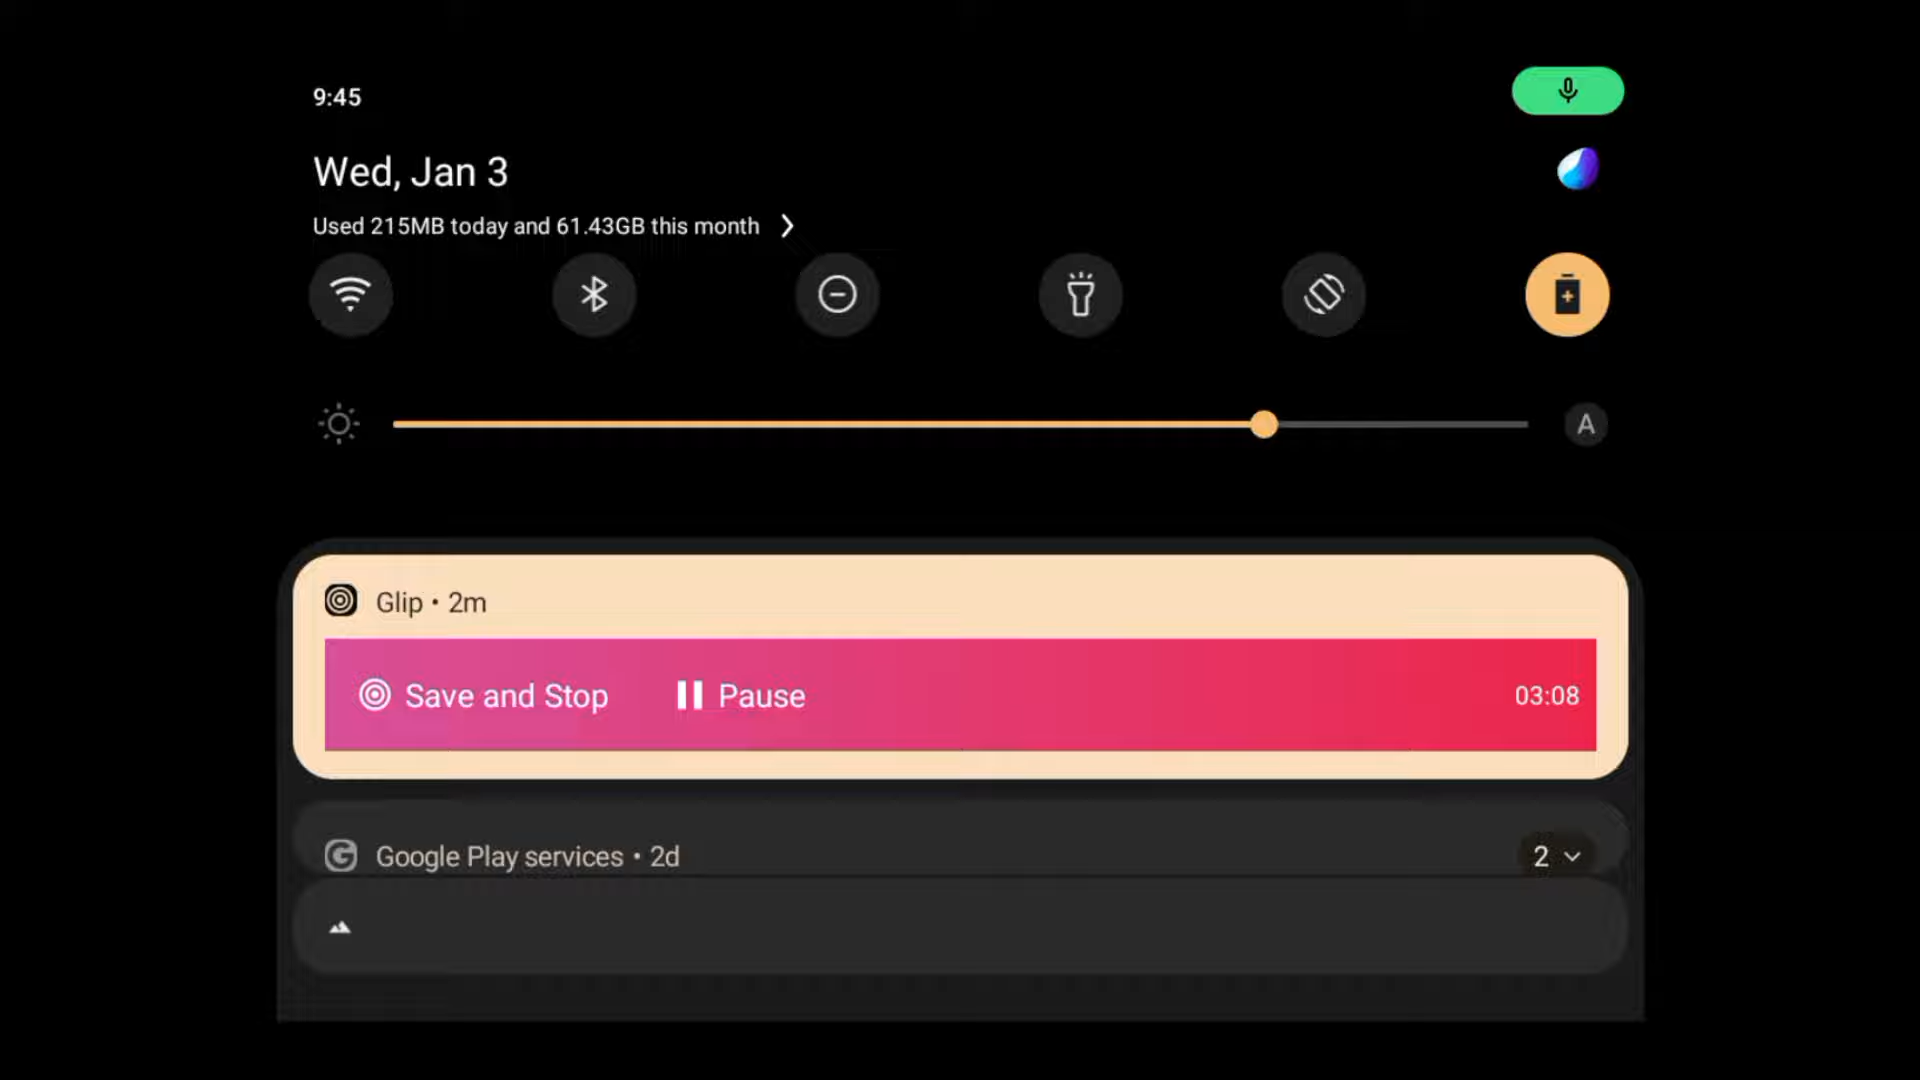 9:45
Wed, Jan 3
Used 215MB today and 61.43GB this month
A
Glip • 2m
Save and Stop
Pause
03:08
Google Play services • 2d
2